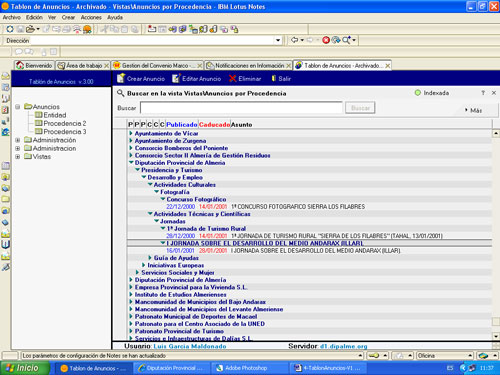 Tablon de Anuncios - Archivado - Vistas\Anuncios por Procedencia - IBM Lotus Notes
Archivo Edición Ver Crear Acciones Ayuda
Dirección
Bienvenido
Área de trabajo
Gestion del Convenio Marco -...
Notificaciones en Información
Tablon de Anuncios - Archivado...
Tablón de Anuncios v 3.00
Crear Anuncio Editar Anuncio Eliminar Salir
Buscar en la vista Vistas\Anuncios por Procedencia
Indexada
Buscar
Buscar
Más
Anuncios
Entidad
Procedencia 2
Procedencia 3
Administración
Administracion
Vistas
P P P C C C Publicado Caducado Asunto
Ayuntamiento de Vícar
Ayuntamiento de Zurgena
Consorcio Bomberos del Poniente
Consorcio Sector II Almería de Gestión Residuos
Diputación Provincial de Almería
Presidencia y Turismo
Desarrollo y Empleo
Actividades Culturales
Fotografía
Concurso Fotográfico
22/12/2000 14/01/2001 1º CONCURSO FOTOGRAFICO SIERRA LOS FILABRES
Actividades Técnicas y Científicas
Jornadas
1ª Jornada de Turismo Rural
28/12/2000 14/01/2001 1ª JORNADA DE TURISMO RURAL "SIERRA DE LOS FILABRES" (TAHAL, 13/01/2001)
I JORNADA SOBRE EL DESARROLLO DEL MEDIO ANDARAX (ILLAR).
16/01/2001 28/01/2001 I JORNADA SOBRE EL DESARROLLO DEL MEDIO ANDARAX (ILLAR).
Guía de Ayudas
Iniciativas Europeas
Servicios Sociales y Mujer
Diputación Provincial de Almería
Empresa Provincial para la Vivienda S.L.
Instituto de Estudios Almerienses
Mancomunidad de Municipios del Bajo Andarax
Mancomunidad de Municipios del Levante Almeriense
Patronato Municipal de Deportes de Macael
Patronato para el Centro Asociado de la UNED
Patronato Provincial de Turismo
Servicios e Infraestructuras de Dalías S.L.
Usuario: Luis Garcia Maldonado Servidor: d1.dipalme.org
Los parámetros de configuración de Notes se han actualizado
Oficina
Inicio
Tablon de Anuncios - ...
Diputación Provincial ...
Adobe Photoshop
4-TablonAnuncios-V1 ...
ES
11:37